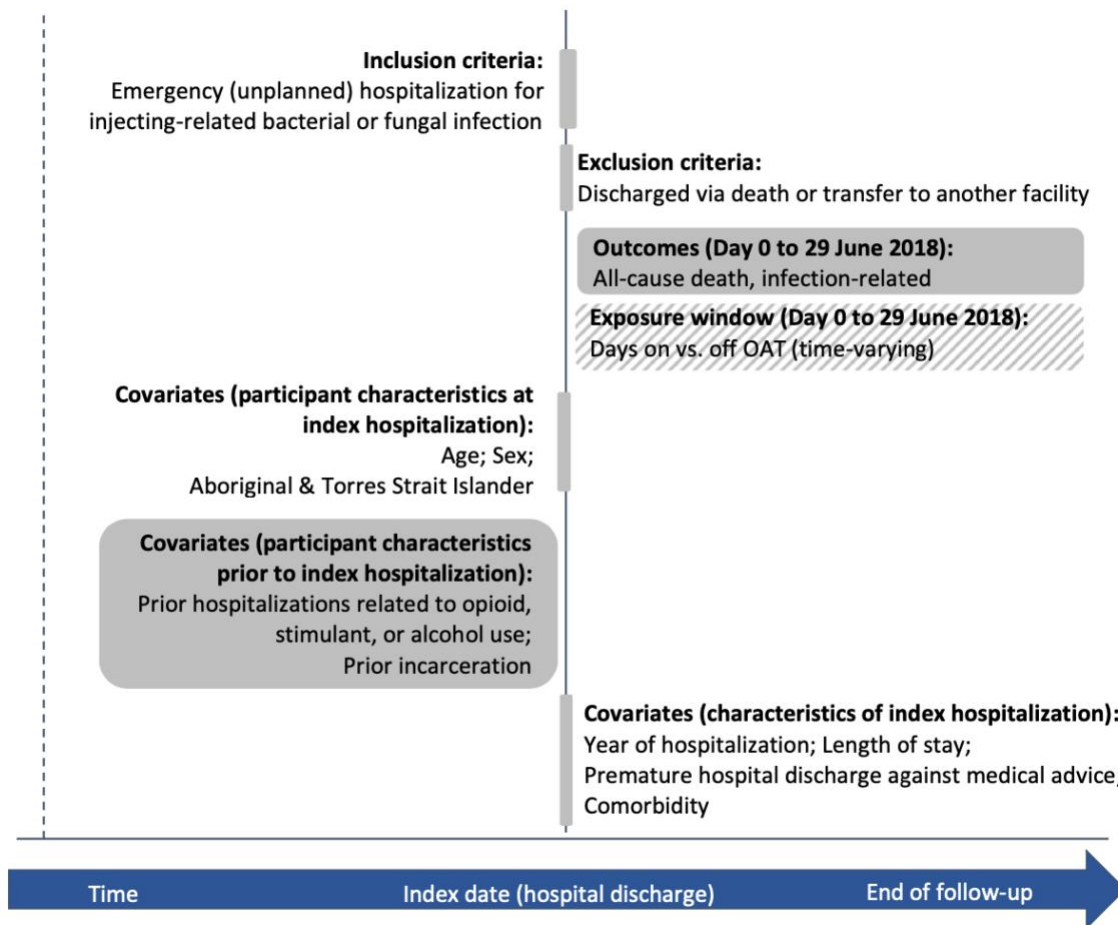 Inclusion criteria:
Emergency (unplanned) hospitalization for
injecting-related bacterial or fungal infection
Exclusion criteria:
Discharged via death or transfer to another facility
Outcomes (Day 0 to 29 June 2018):
All-cause death, infection-related
Exposure window (Day 0 to 29 June 2018):
Days on vs. off OAT (time-varying)
Covariates (participant characteristics at
index hospitalization):
Age; Sex;
Aboriginal & Torres Strait Islander
Covariates (participant characteristics
prior to index hospitalization):
Prior hospitalizations related to opioid,
stimulant, or alcohol use;
Prior incarceration
Covariates (characteristics of index hospitalization):
Year of hospitalization; Length of stay;
Premature hospital discharge against medical advice;
Comorbidity
Time
Index date (hospital discharge)
End of follow-up